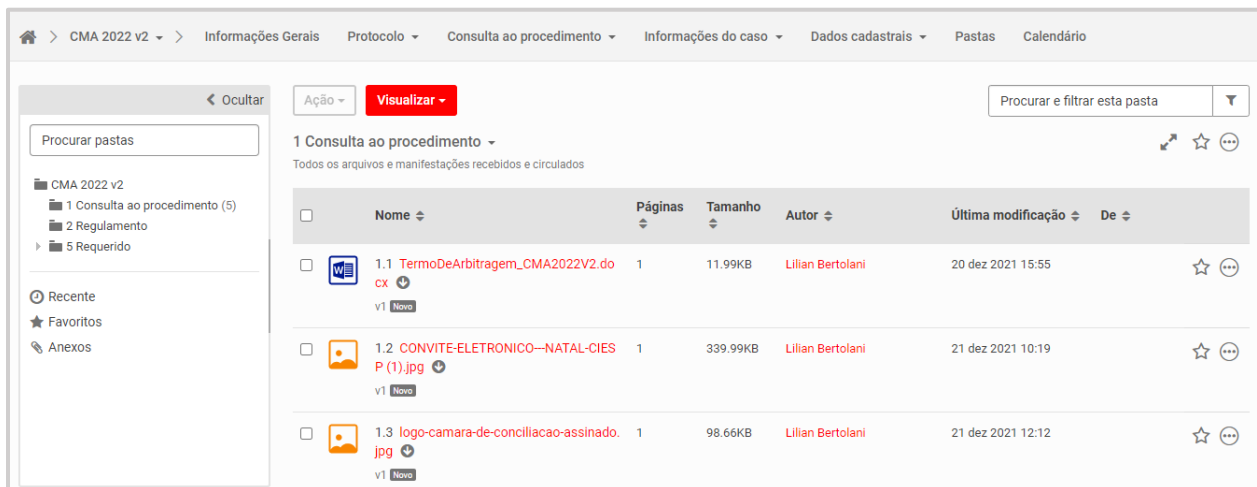 CMA 2022 v2
Informações Gerais
Protocolo
Consulta ao procedimento
Informações do caso
Dados cadastrais
Pastas
Calendário
Ocultar
Procurar pastas
CMA 2022 v2
1 Consulta ao procedimento (5)
2 Regulamento
5 Requerido
Recente
Favoritos
Anexos
Ação
Visualizar
Procurar e filtrar esta pasta
1 Consulta ao procedimento
Todos os arquivos e manifestações recebidos e circulados
Nome
Páginas
Tamanho
Autor
Última modificação
De
1.1 TermoDeArbitragem_CMA2022V2.do
cx
v1 Novo
1
11.99KB
Lilian Bertolani
20 dez 2021 15:55
1.2 CONVITE-ELETRONICO---NATAL-CIES
P (1).jpg
v1 Novo
1
339.99KB
Lilian Bertolani
21 dez 2021 10:19
1.3 logo-camara-de-conciliacao-assinado.
jpg
v1 Novo
1
98.66KB
Lilian Bertolani
21 dez 2021 12:12